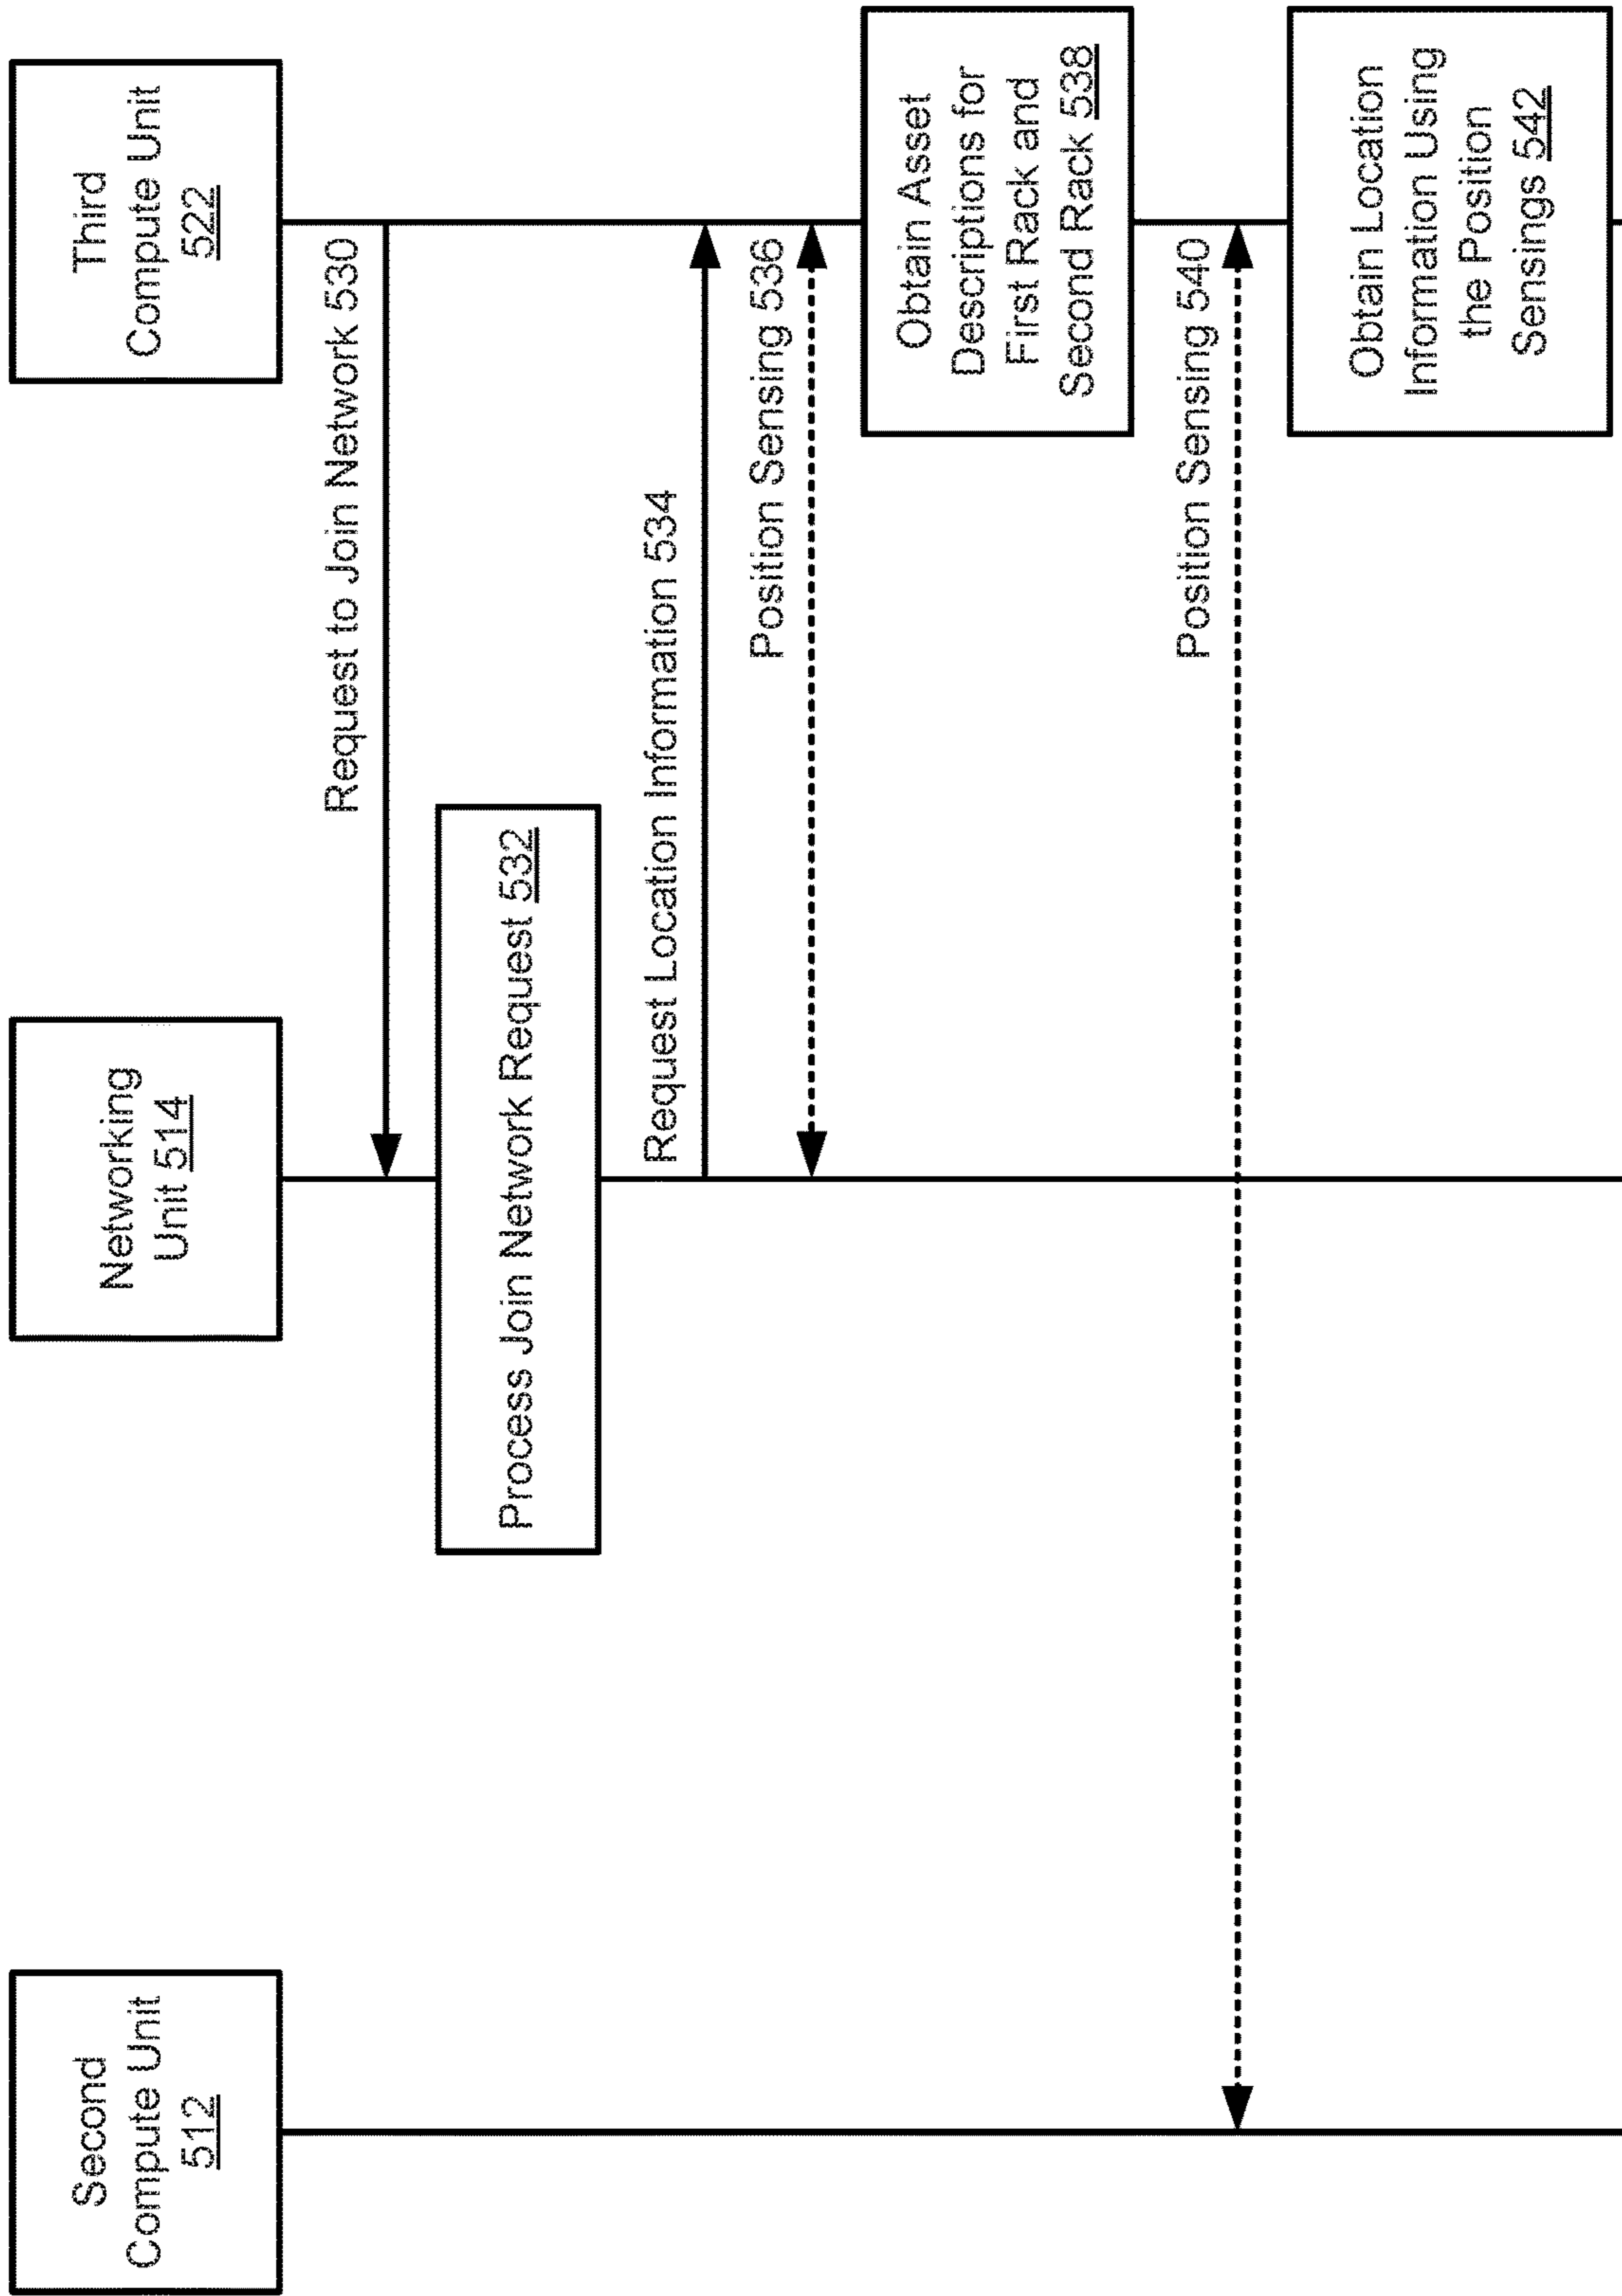 Second
Compute Unit
512
Networking
Unit 514
Third
Compute Unit
522
Request to Join Network 530
Process Join Network Request 532
Request Location Information 534
Position Sensing 536
Obtain Asset
Descriptions for
First Rack and
Second Rack 538
Position Sensing 540
Obtain Location
Information Using
the Position
Sensings 542